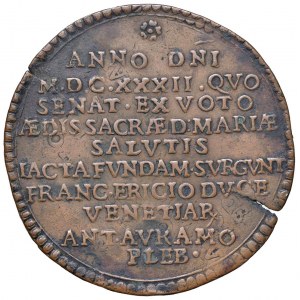 ANNO DNI
M·DC·XXXII·QVO
SENAT·EX VOTO
ÆDIS SACRÆ D MARIÆ
SALVTIS
IACTA FVNDAM·SVRGVNT
FRANC·ERICIO DVCE
VENETIAR
ANT AVRAMO
PLEB·